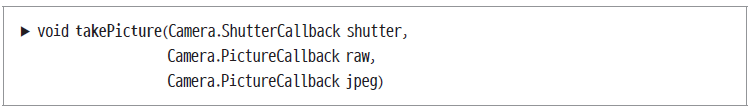 ▶ void takePicture(Camera.ShutterCallback shutter,
Camera.PictureCallback raw,
Camera.PictureCallback jpeg)